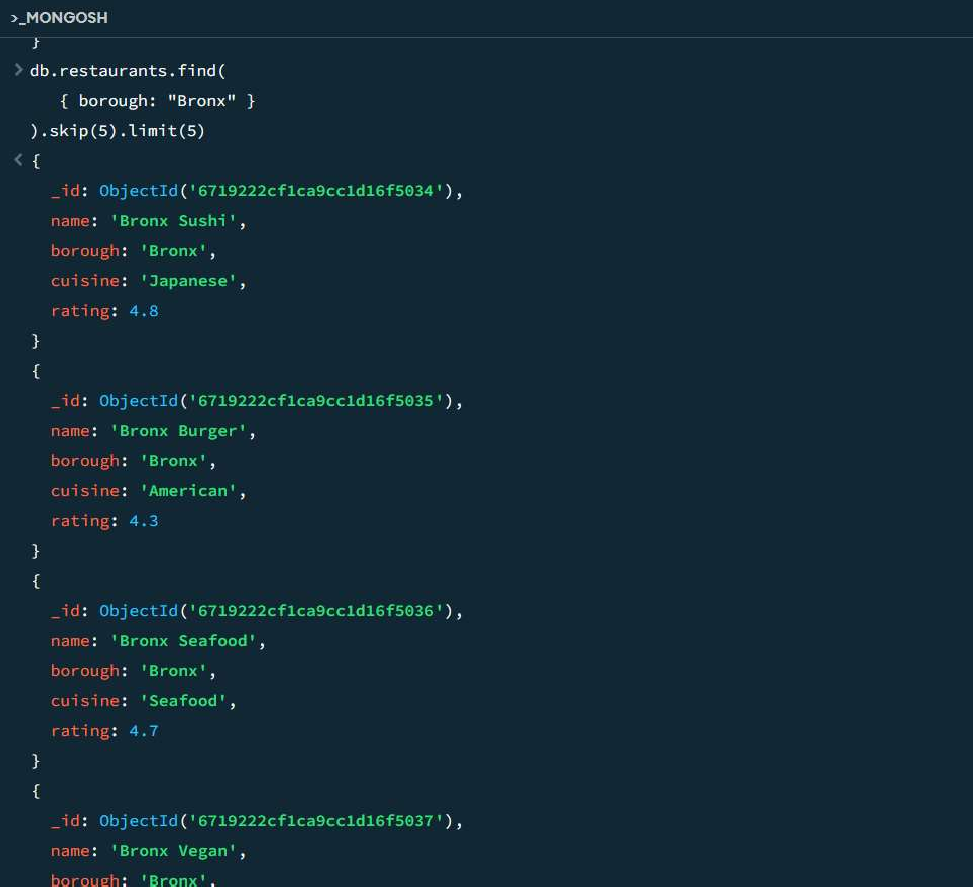 >_MONGOSH
}
> db.restaurants.find(
{ borough: "Bronx" }
).skip(5).limit(5)
< {
_id: ObjectId('6719222cf1ca9cc1d16f5034'),
name: 'Bronx Sushi',
borough: 'Bronx',
cuisine: 'Japanese',
rating: 4.8
}
{
_id: ObjectId('6719222cf1ca9cc1d16f5035'),
name: 'Bronx Burger',
borough: 'Bronx',
cuisine: 'American',
rating: 4.3
}
{
_id: ObjectId('6719222cf1ca9cc1d16f5036'),
name: 'Bronx Seafood',
borough: 'Bronx',
cuisine: 'Seafood',
rating: 4.7
}
{
_id: ObjectId('6719222cf1ca9cc1d16f5037'),
name: 'Bronx Vegan',
borough: 'Bronx',